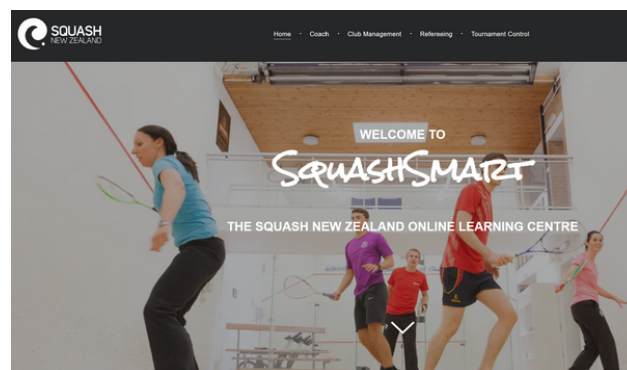 SQUASH
NEW ZEALAND
Home · Coach · Club Management · Refereeing · Tournament Control
WELCOME TO
SQUASHSMART
THE SQUASH NEW ZEALAND ONLINE LEARNING CENTRE